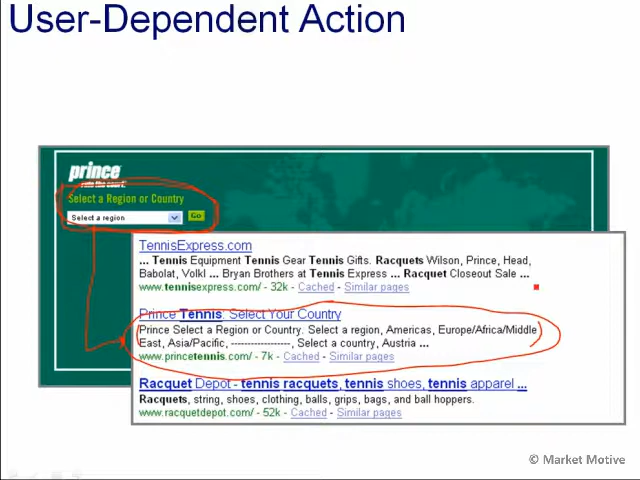 User-Dependent Action
prince
Select a Region or Country
Select a region Go
TennisExpress.com
... Tennis Equipment Tennis Gear Tennis Gifts. Racquets Wilson, Prince, Head,
Babolat, Volkl ... Bryan Brothers at Tennis Express ... Racquet Closeout Sale ...
www.tennisexpress.com/ - 32k - Cached - Similar pages
Prince Tennis: Select Your Country
Prince Select a Region or Country. Select a region, Americas, Europe/Africa/Middle
East, Asia/Pacific, -----------------, Select a country, Austria ...
www.princetennis.com/ - 7k - Cached - Similar pages
Racquet Depot - tennis racquets, tennis shoes, tennis apparel ...
Racquets, string, shoes, clothing, balls, grips, bags, and ball hoppers.
www.racquetdepot.com/ - 52k - Cached - Similar pages
© Market Motive